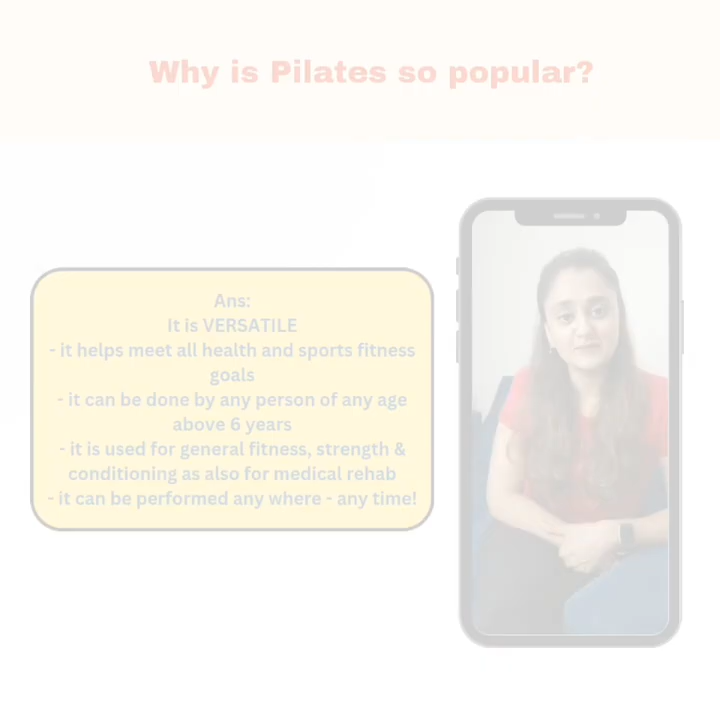 Why is Pilates so popular?
Ans:
It is VERSATILE
- it helps meet all health and sports fitness
goals
- it can be done by any person of any age
above 6 years
- it is used for general fitness, strength &
conditioning as also for medical rehab
- it can be performed any where - any time!